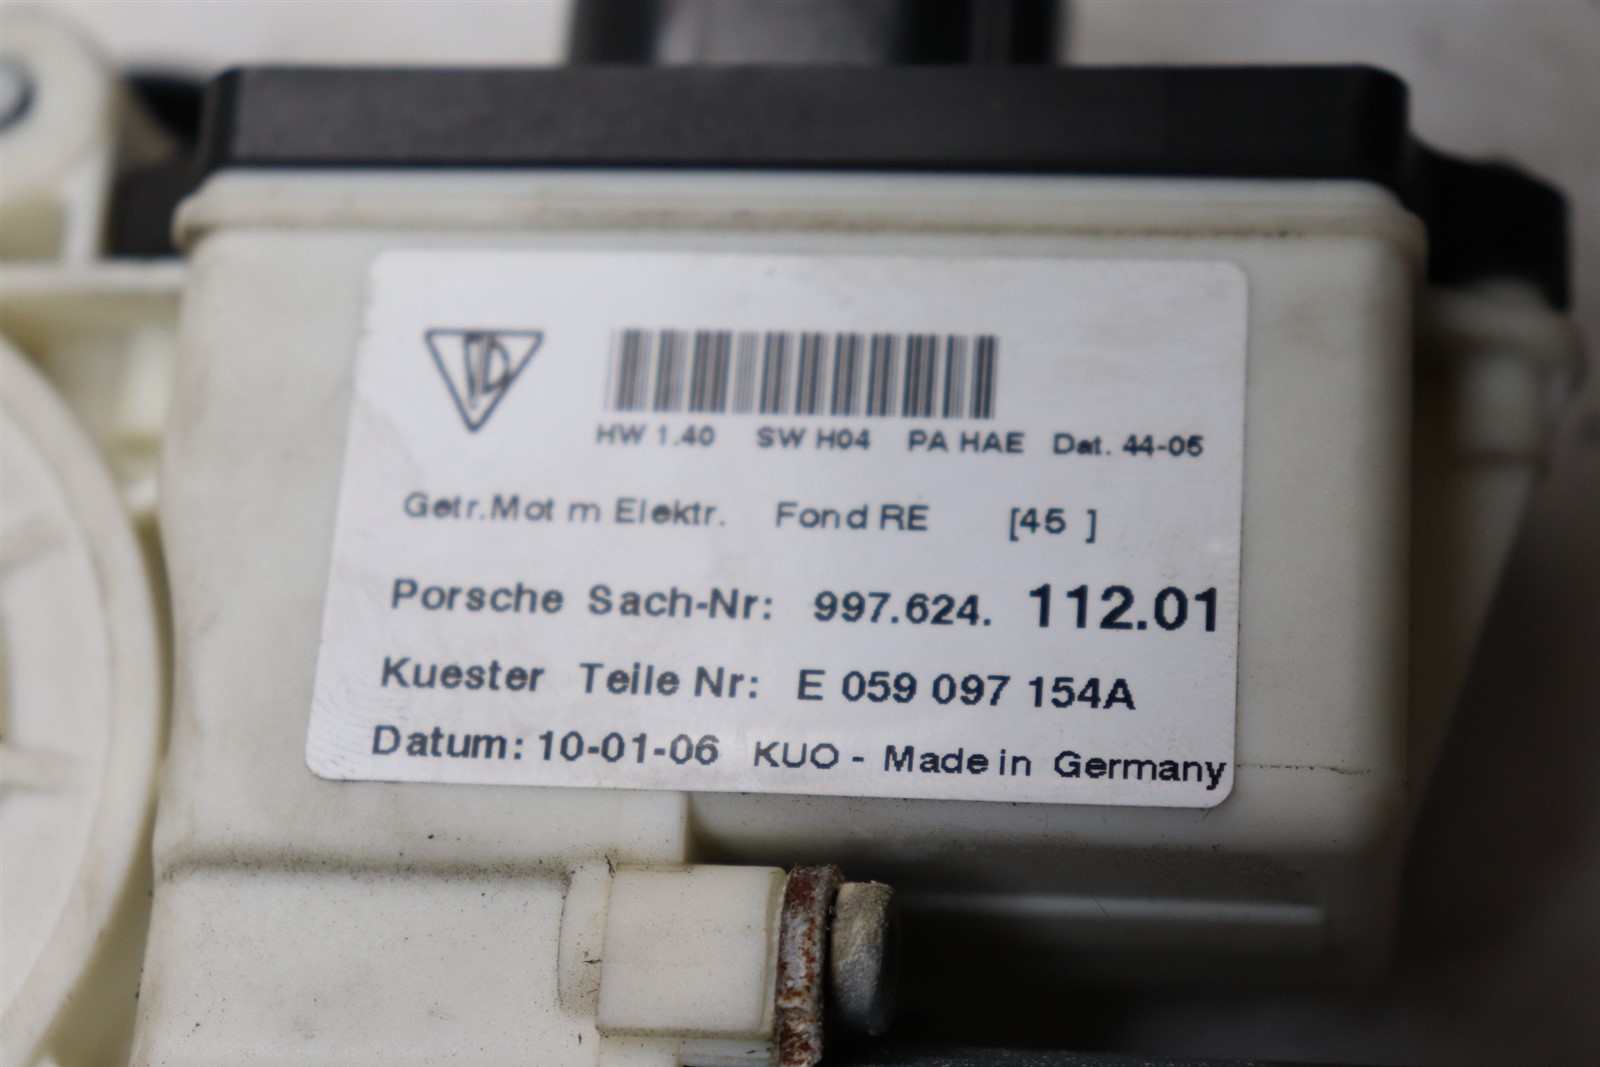 HW 1.40 SW H04 PA HAE Dat. 44-05
Getr.Mot m Elektr. Fond RE [45 ]
Porsche Sach-Nr: 997.624. 112.01
Kuester Teile Nr: E 059 097 154A
Datum: 10-01-06 KUO - Made in Germany